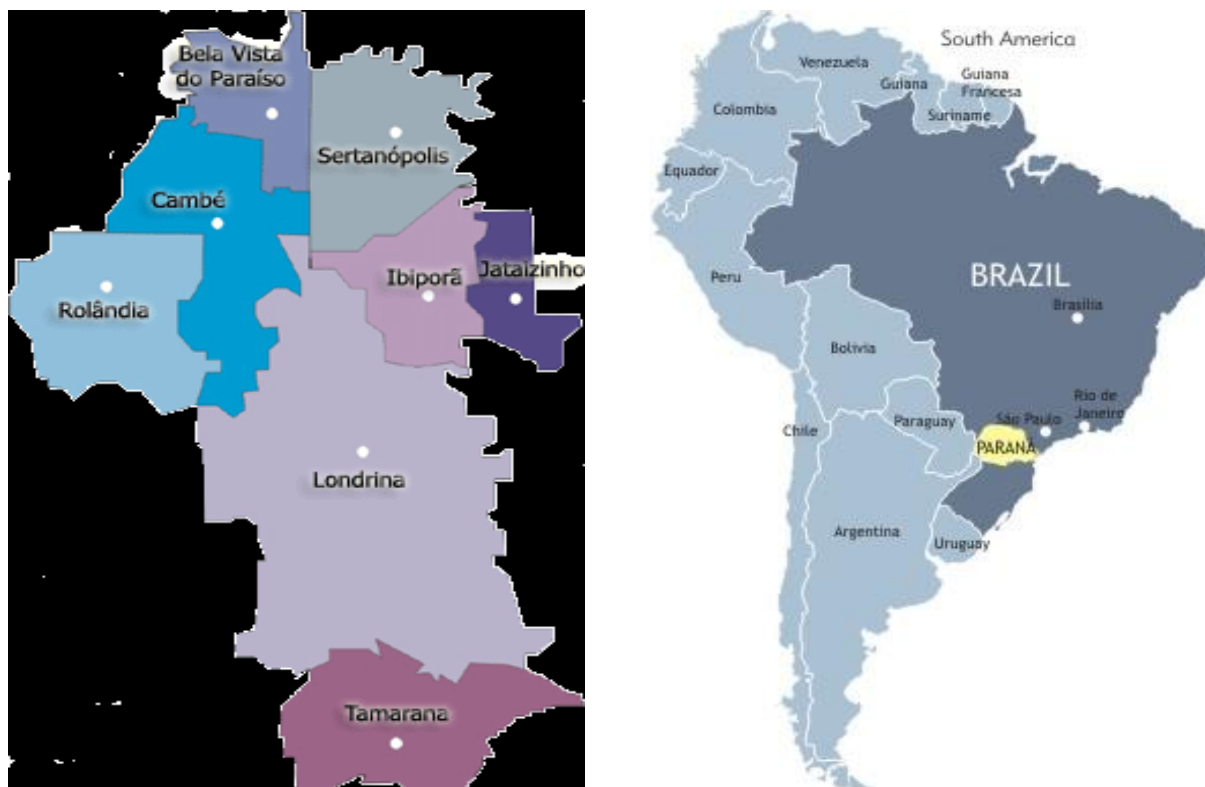 Bela Vista
do Paraíso
Sertanópolis
Cambé
Ibiporã
Jataizinho
Rolândia
Londrina
Tamarana
South America
Venezuela
Guiana
Guiana
Francesa
Colombia
Suriname
Equador
Peru
BRAZIL
Brasilia
Bolivia
Rio de
Janeiro
Paraguay
São Paulo
Chile
PARANÁ
Argentina
Uruguay